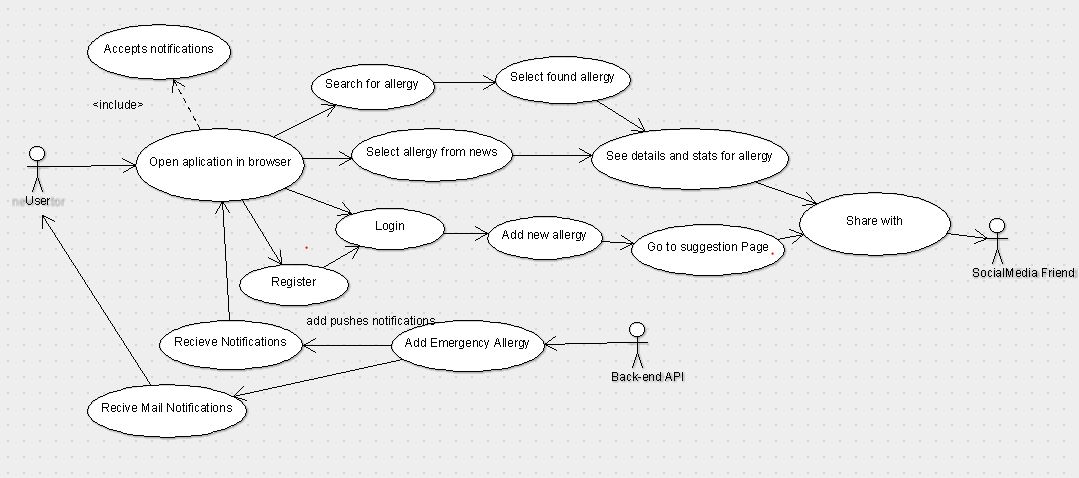 Accepts notifications
<include>
Search for allergy
Select found allergy
Open aplication in browser
Select allergy from news
See details and stats for allergy
User
Login
Add new allergy
Go to suggestion Page
Share with
SocialMedia Friend
Register
add pushes notifications
Recieve Notifications
Add Emergency Allergy
Back-end API
Recive Mail Notifications